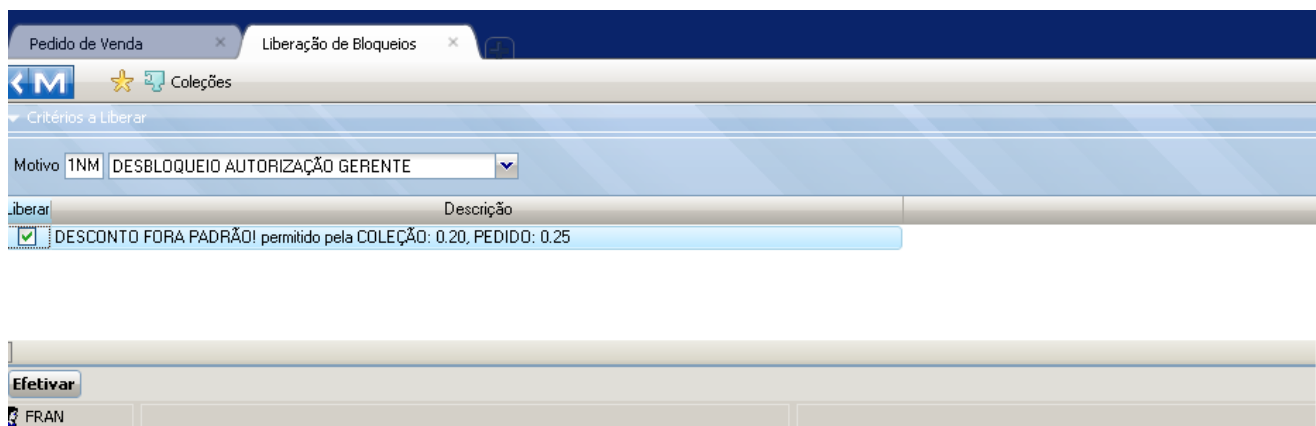 Pedido de Venda Liberação de Bloqueios
M Coleções
Critérios a Liberar
Motivo 1NM DESBLOQUEIO AUTORIZAÇÃO GERENTE
Liberar Descrição
DESCONTO FORA PADRÃO! permitido pela COLEÇÃO: 0.20, PEDIDO: 0.25
Efetivar
FRAN